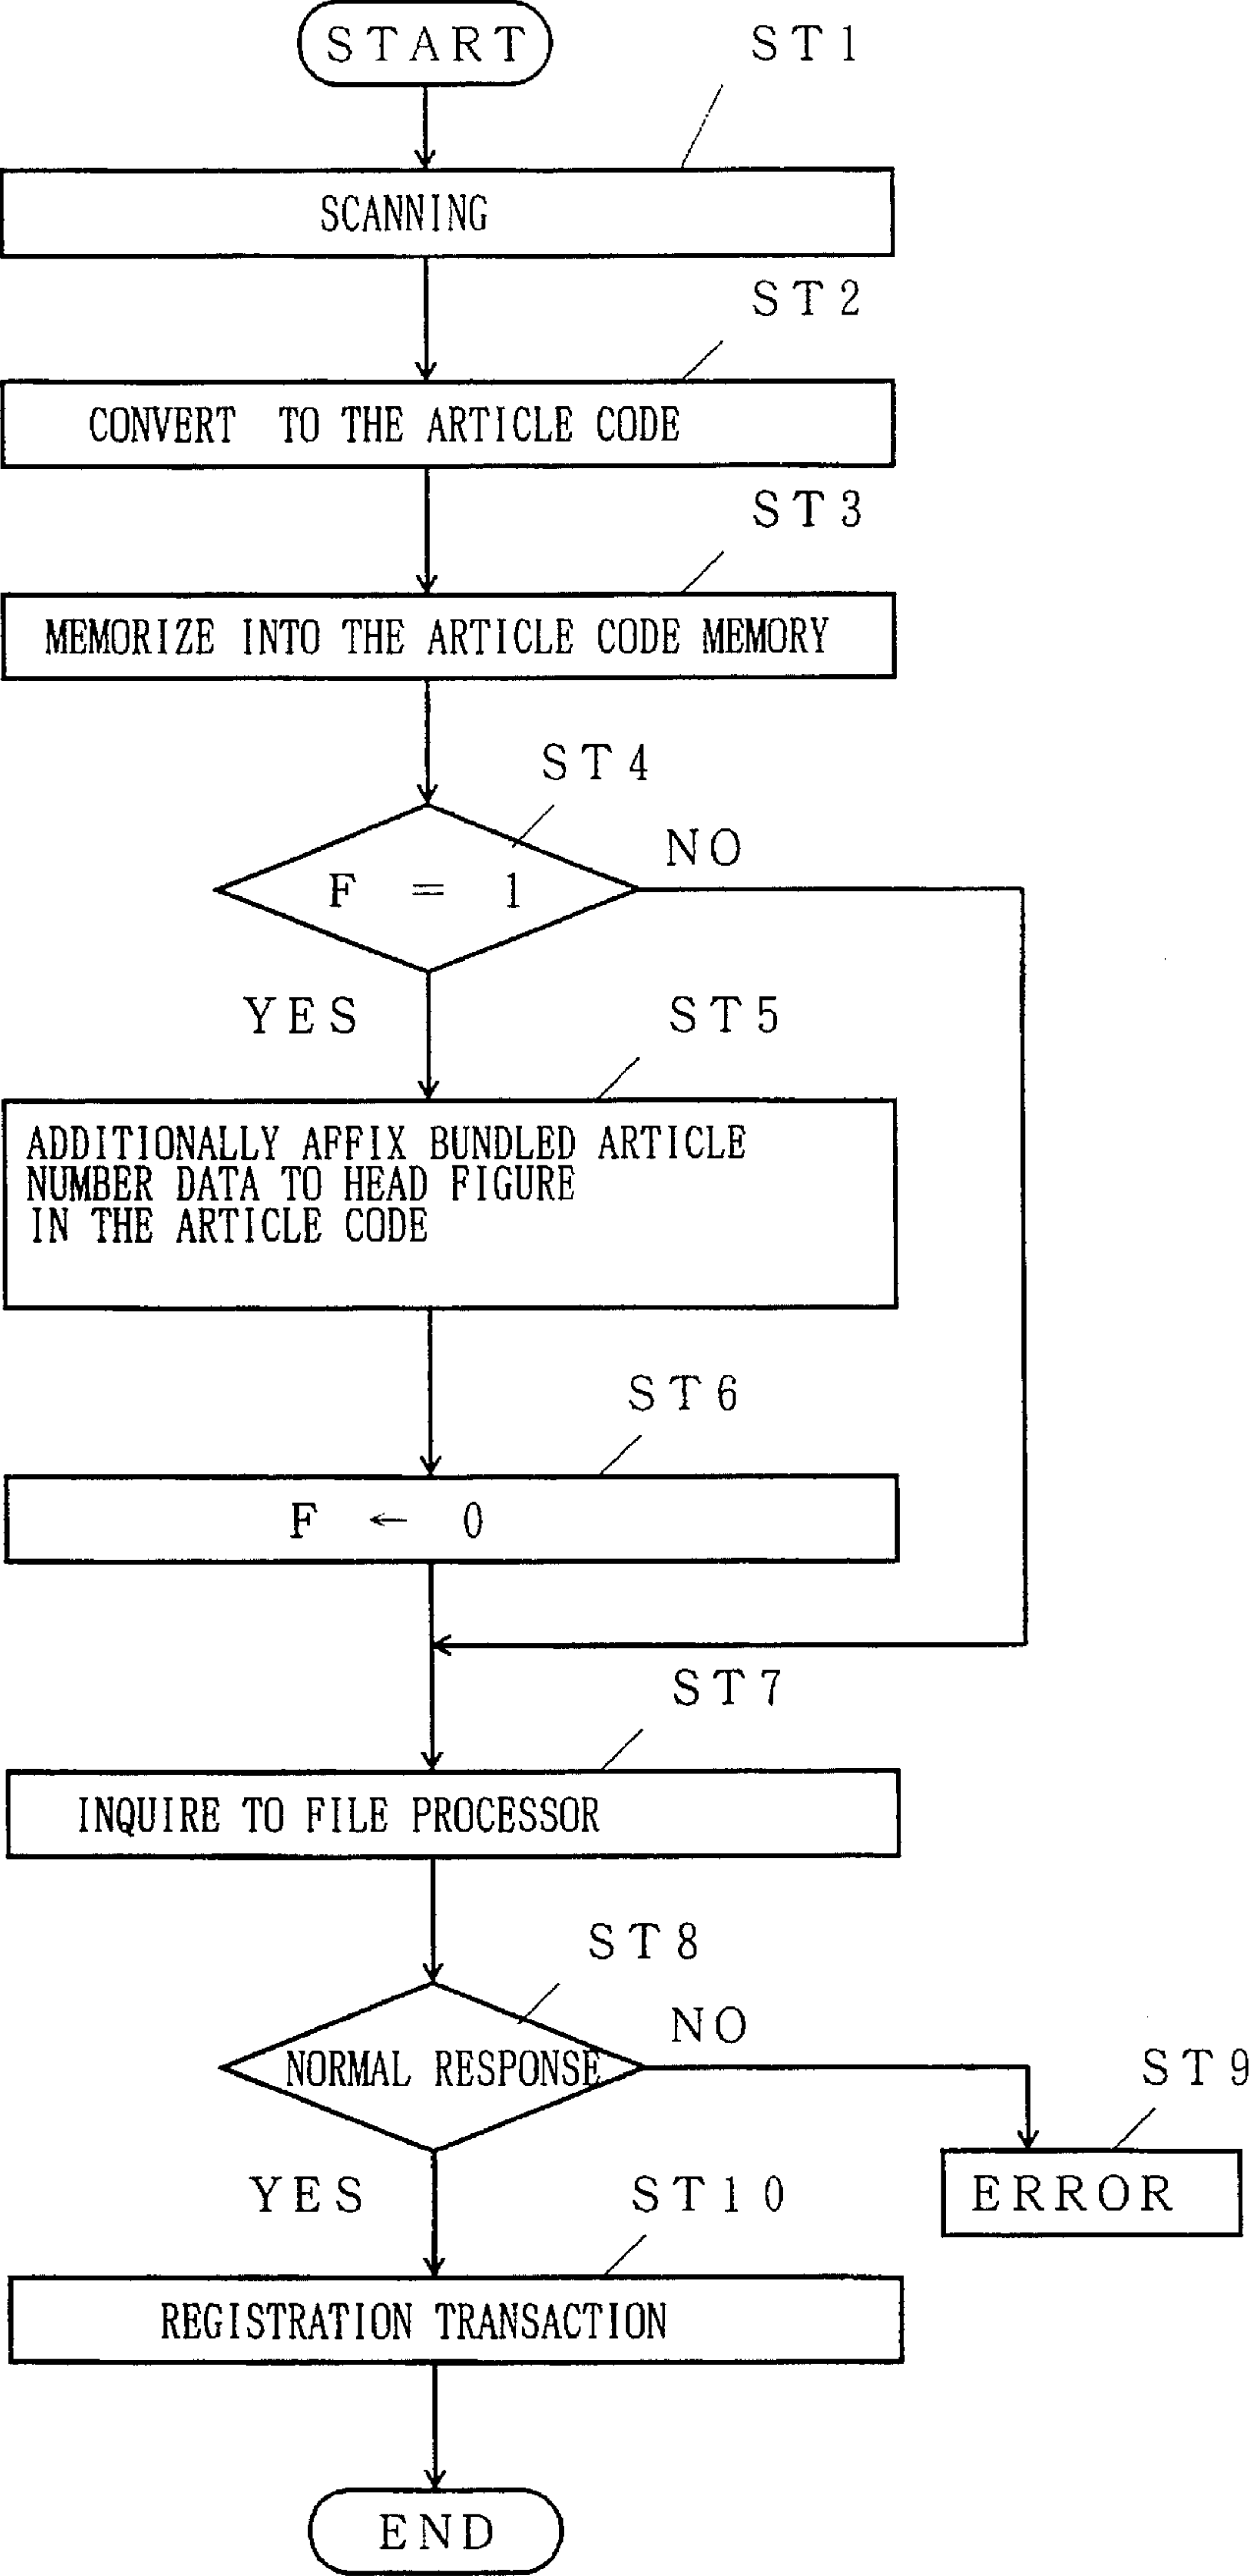 START
ST1
SCANNING
ST2
CONVERT TO THE ARTICLE CODE
ST3
MEMORIZE INTO THE ARTICLE CODE MEMORY
ST4
F = 1
NO
YES
ST5
ADDITIONALLY AFFIX BUNDLED ARTICLE
NUMBER DATA TO HEAD FIGURE
IN THE ARTICLE CODE
ST6
F ← 0
ST7
INQUIRE TO FILE PROCESSOR
ST8
NORMAL RESPONSE
NO
ST9
ERROR
YES
ST10
REGISTRATION TRANSACTION
END